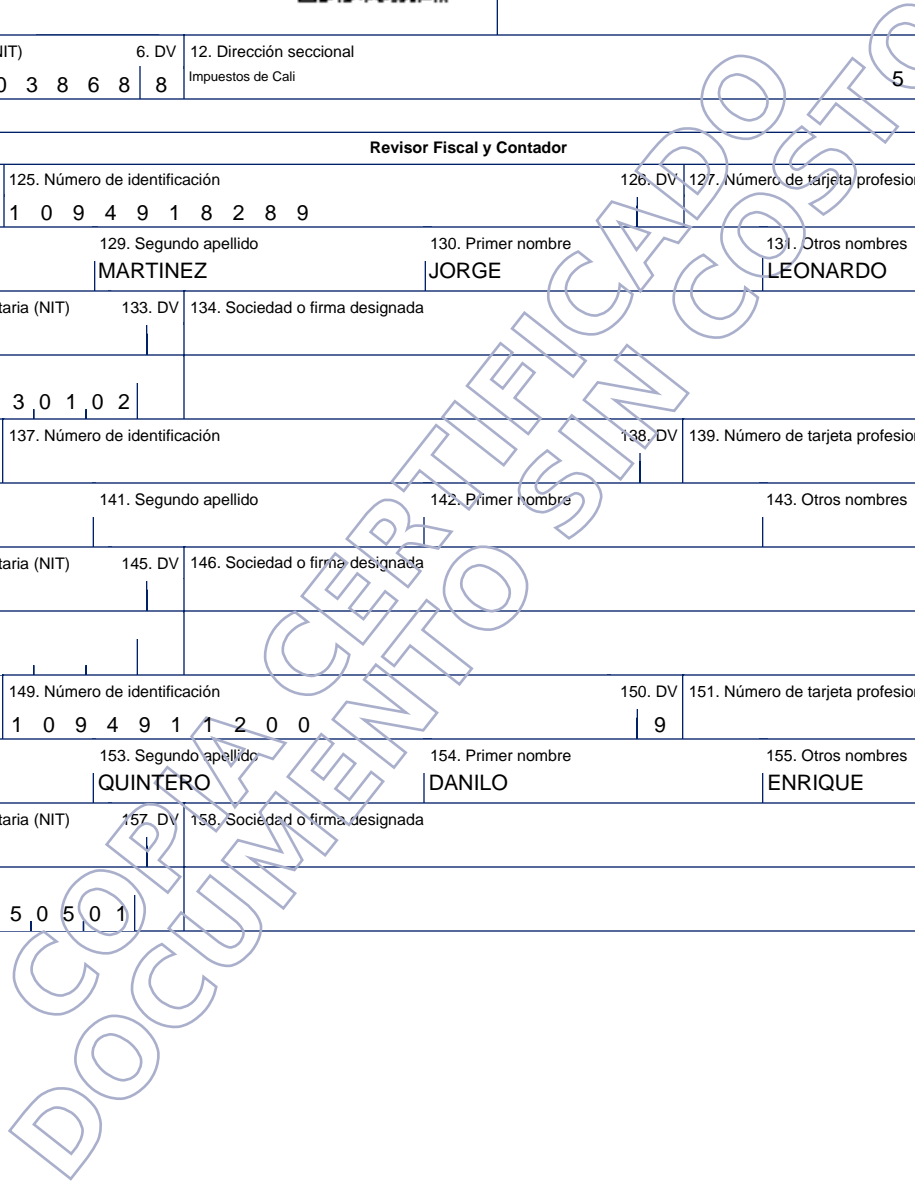 NIT) 6. DV 12. Dirección seccional
0 3 8 6 8 8 Impuestos de Cali 5
Revisor Fiscal y Contador
125. Número de identificación 126. DV 127. Número de tarjeta profesion
1 0 9 4 9 1 8 2 8 9
129. Segundo apellido 130. Primer nombre 131. Otros nombres
MARTINEZ JORGE LEONARDO
taria (NIT) 133. DV 134. Sociedad o firma designada
3 0 1 0 2
137. Número de identificación 138. DV 139. Número de tarjeta profesion
141. Segundo apellido 142. Primer nombre 143. Otros nombres
taria (NIT) 145. DV 146. Sociedad o firma designada
149. Número de identificación 150. DV 151. Número de tarjeta profesion
1 0 9 4 9 1 1 2 0 0 9
153. Segundo apellido 154. Primer nombre 155. Otros nombres
QUINTERO DANILO ENRIQUE
taria (NIT) 157. DV 158. Sociedad o firma designada
5 0 5 0 1
COPIA CERTIFICADO
DOCUMENTO SIN COSTO